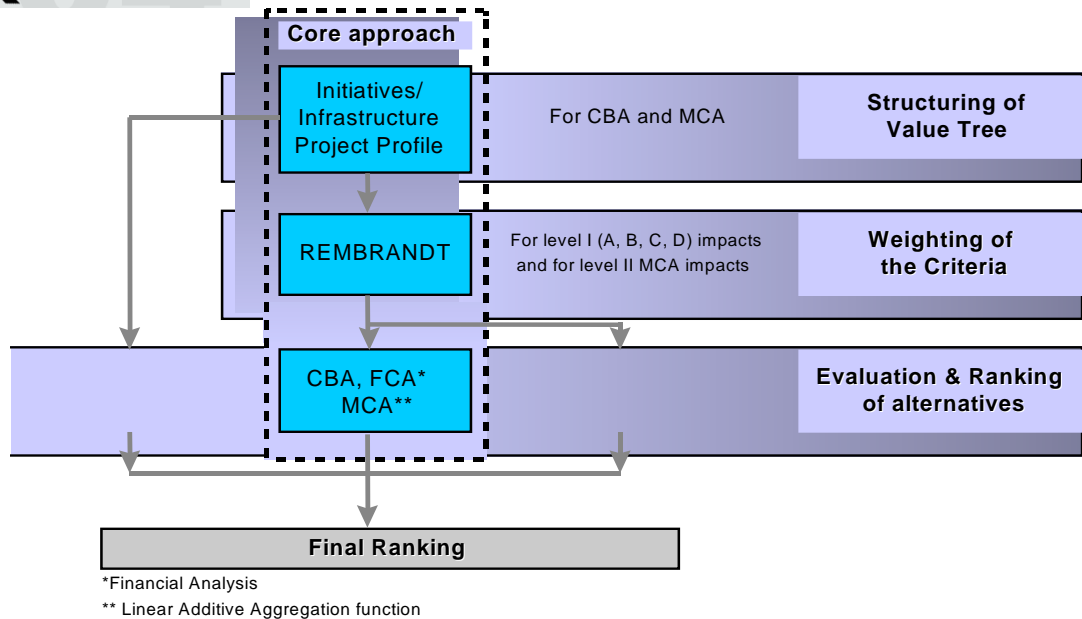 Core approach
Initiatives/
Infrastructure
Project Profile
For CBA and MCA
Structuring of
Value Tree
REMBRANDT
For level I (A, B, C, D) impacts
and for level II MCA impacts
Weighting of
the Criteria
CBA, FCA*
MCA**
Evaluation & Ranking
of alternatives
Final Ranking
*Financial Analysis
** Linear Additive Aggregation function